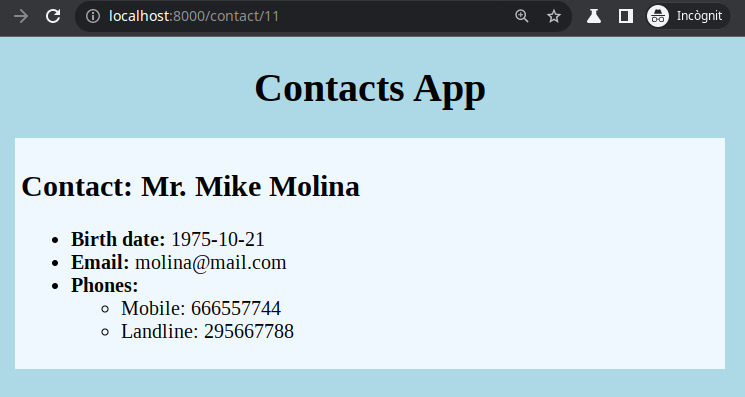 localhost:8000/contact/11
Incògnit
Contacts App
Contact: Mr. Mike Molina
Birth date: 1975-10-21
Email: molina@mail.com
Phones:
Mobile: 666557744
Landline: 295667788